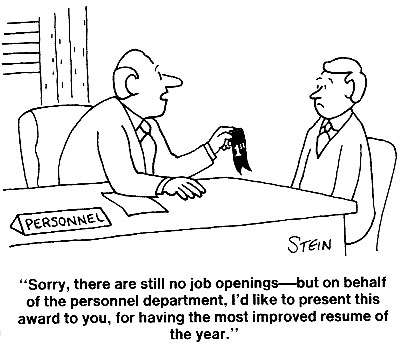 PERSONNEL
STEIN
"Sorry, there are still no job openings—but on behalf
of the personnel department, I'd like to present this
award to you, for having the most improved resume of
the year."